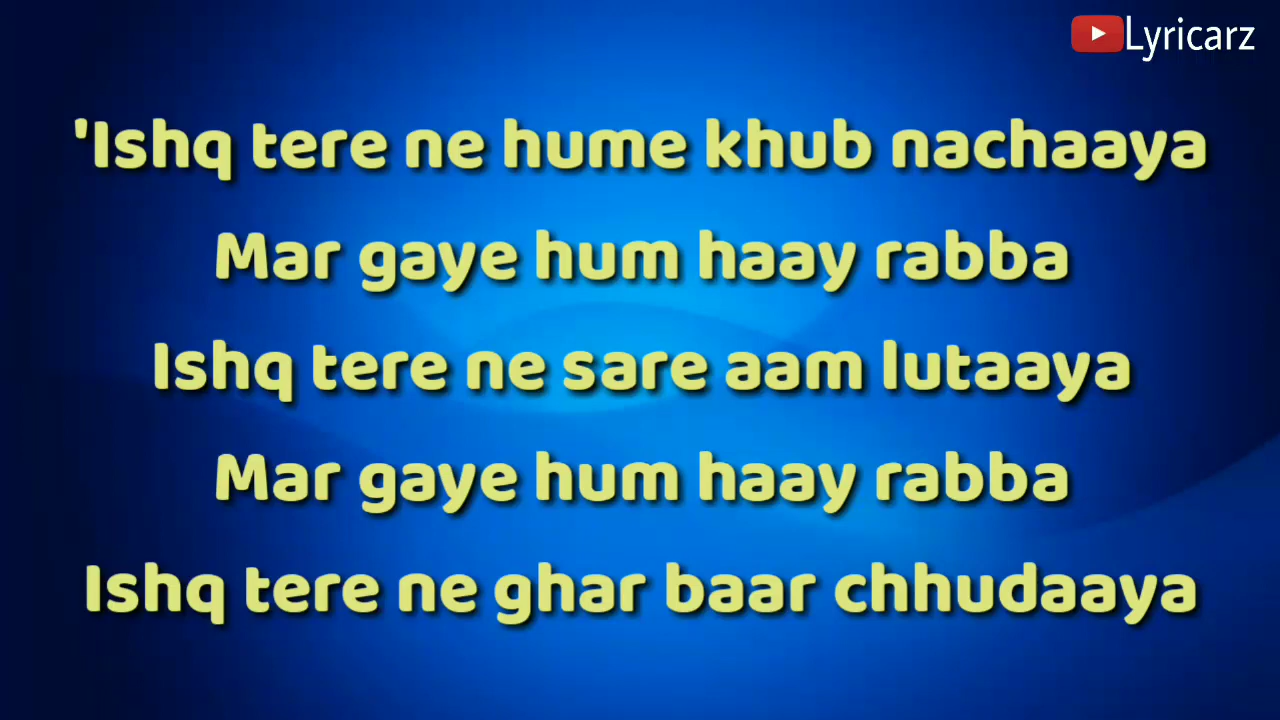 Lyricarz
'Ishq tere ne hume khub nachaaya
Mar gaye hum haay rabba
Ishq tere ne sare aam lutaaya
Mar gaye hum haay rabba
Ishq tere ne ghar baar chhudaaya